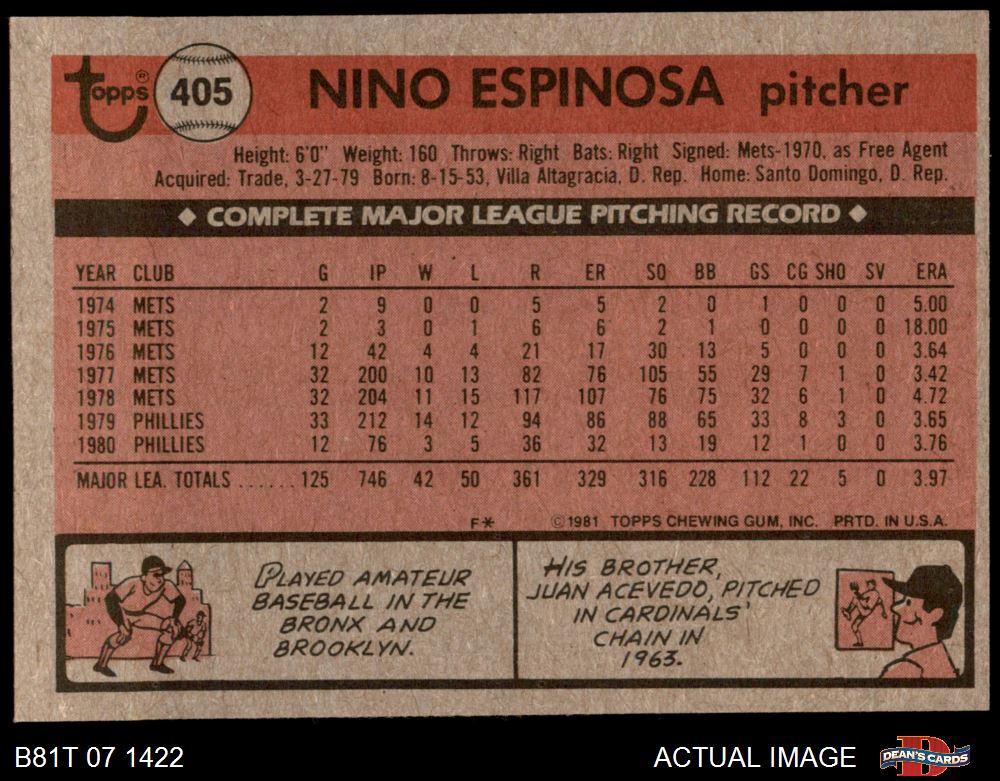 topps® 405 NINO ESPINOSA pitcher
Height: 6'0" Weight: 160 Throws: Right Bats: Right Signed: Mets-1970, as Free Agent
Acquired: Trade, 3-27-79 Born: 8-15-53, Villa Altagracia, D. Rep. Home: Santo Domingo, D. Rep.
◆ COMPLETE MAJOR LEAGUE PITCHING RECORD ◆
YEAR CLUB G IP W L R ER SO BB GS CG SHO SV ERA
1974 METS 2 9 0 0 5 5 2 0 1 0 0 0 5.00
1975 METS 2 3 0 1 6 6 2 1 0 0 0 0 18.00
1976 METS 12 42 4 4 21 17 30 13 5 0 0 0 3.64
1977 METS 32 200 10 13 82 76 105 55 29 7 1 0 3.42
1978 METS 32 204 11 15 117 107 76 75 32 6 1 0 4.72
1979 PHILLIES 33 212 14 12 94 86 88 65 33 8 3 0 3.65
1980 PHILLIES 12 76 3 5 36 32 13 19 12 1 0 0 3.76
MAJOR LEA. TOTALS ...... 125 746 42 50 361 329 316 228 112 22 5 0 3.97
F* ©1981 TOPPS CHEWING GUM, INC. PRTD. IN U.S.A.
PLAYED AMATEUR
BASEBALL IN THE
BRONX AND
BROOKLYN.
HIS BROTHER,
JUAN ACEVEDO, PITCHED
IN CARDINALS'
CHAIN IN
1963.
B81T 07 1422 ACTUAL IMAGE DEAN'S CARDS